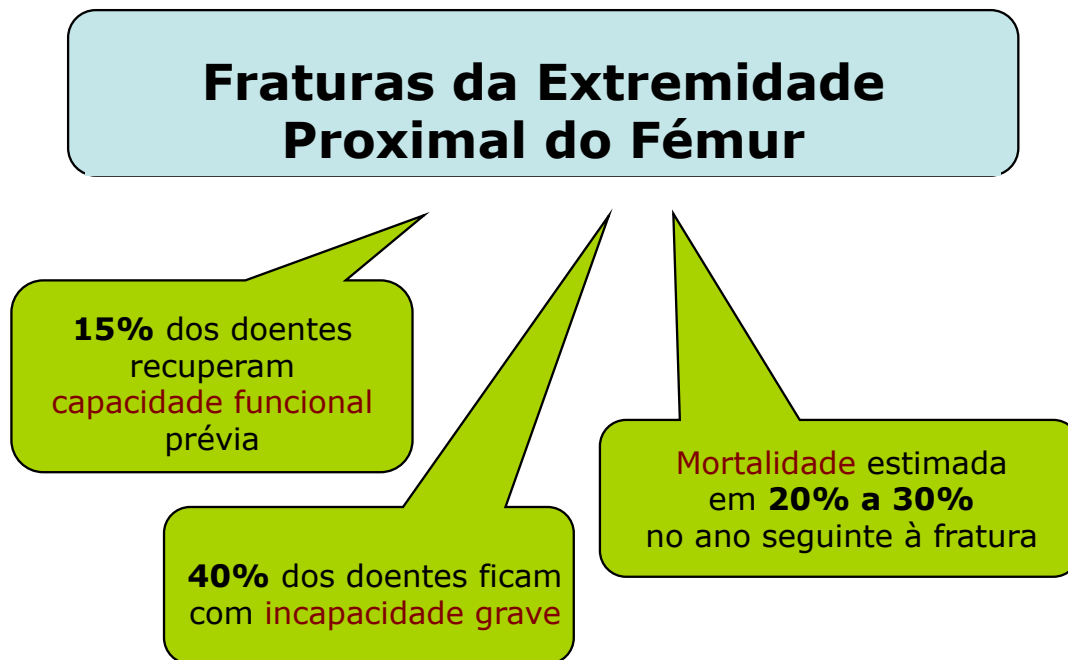 Fraturas da Extremidade
Proximal do Fémur
15% dos doentes
recuperam
capacidade funcional
prévia
40% dos doentes ficam
com incapacidade grave
Mortalidade estimada
em 20% a 30%
no ano seguinte à fratura